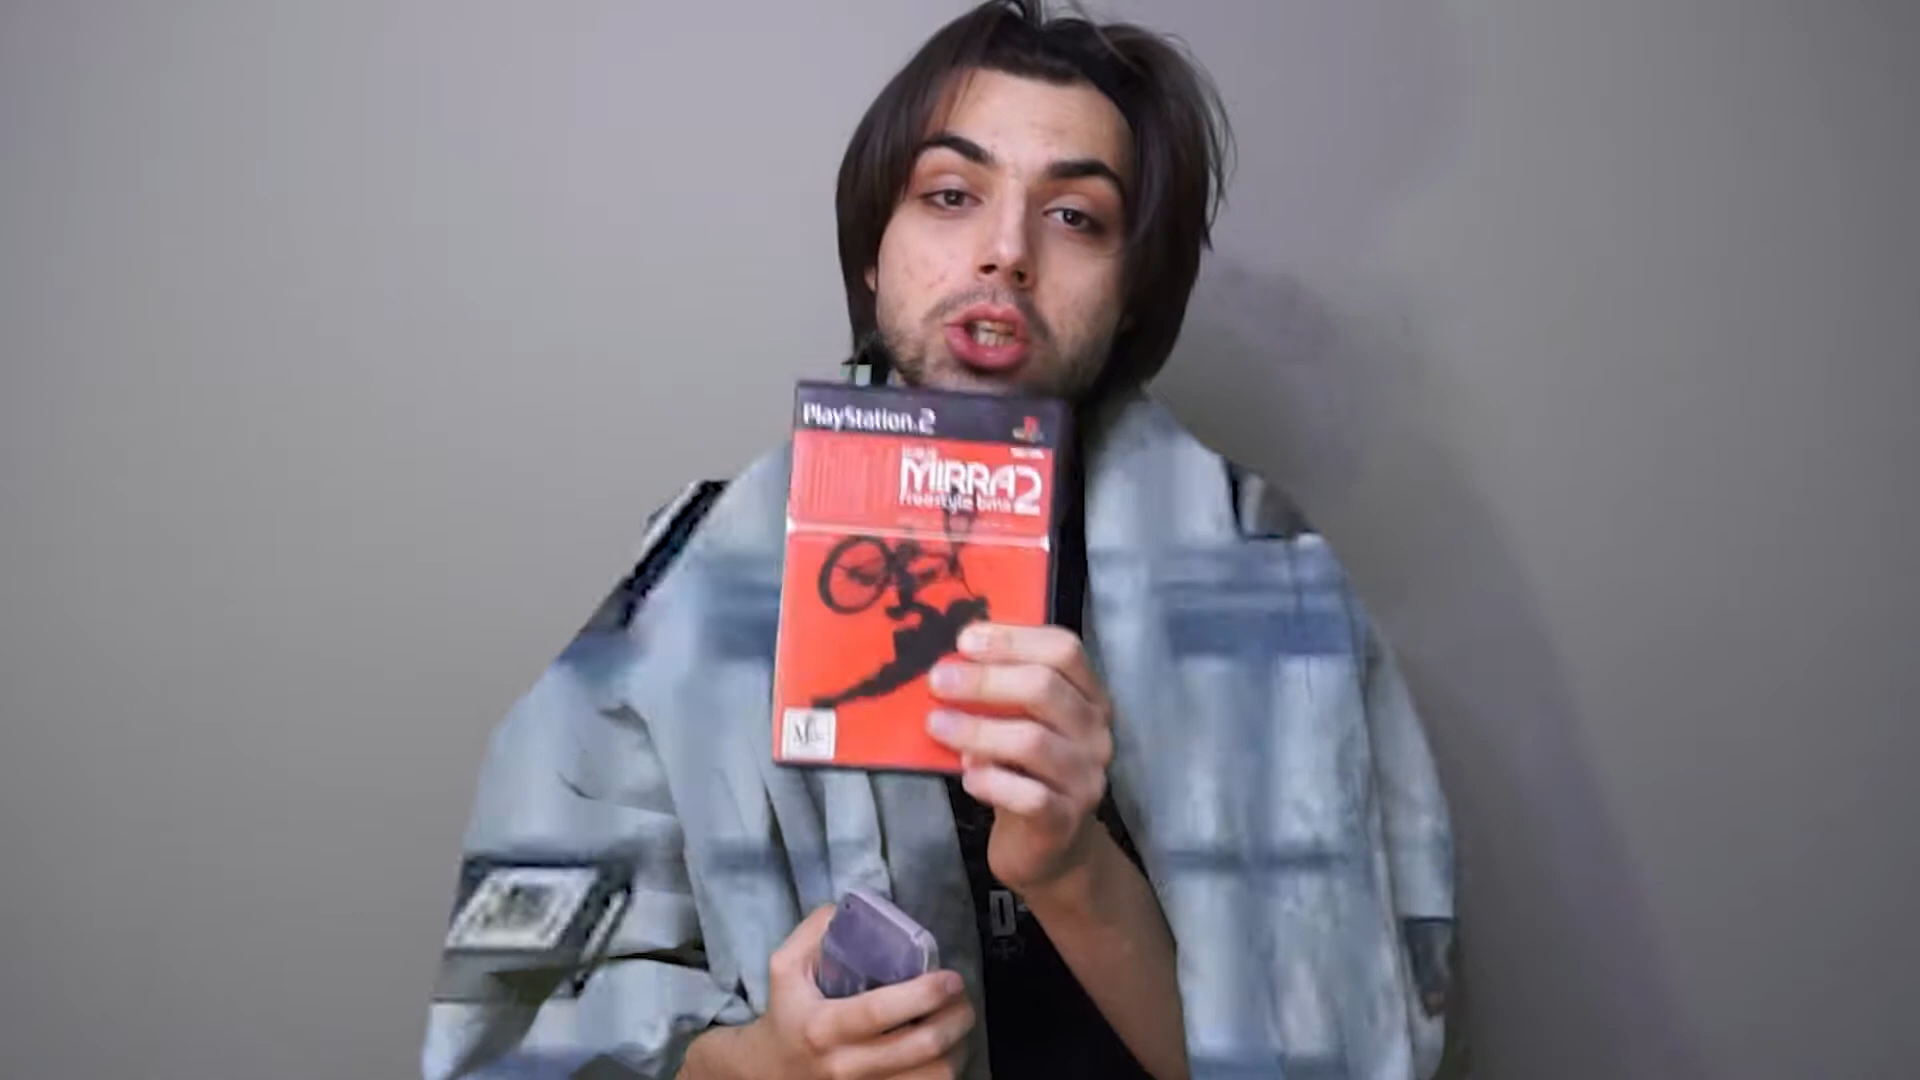 PlayStation.2
MIRRA2
freestyle bmx
M
D